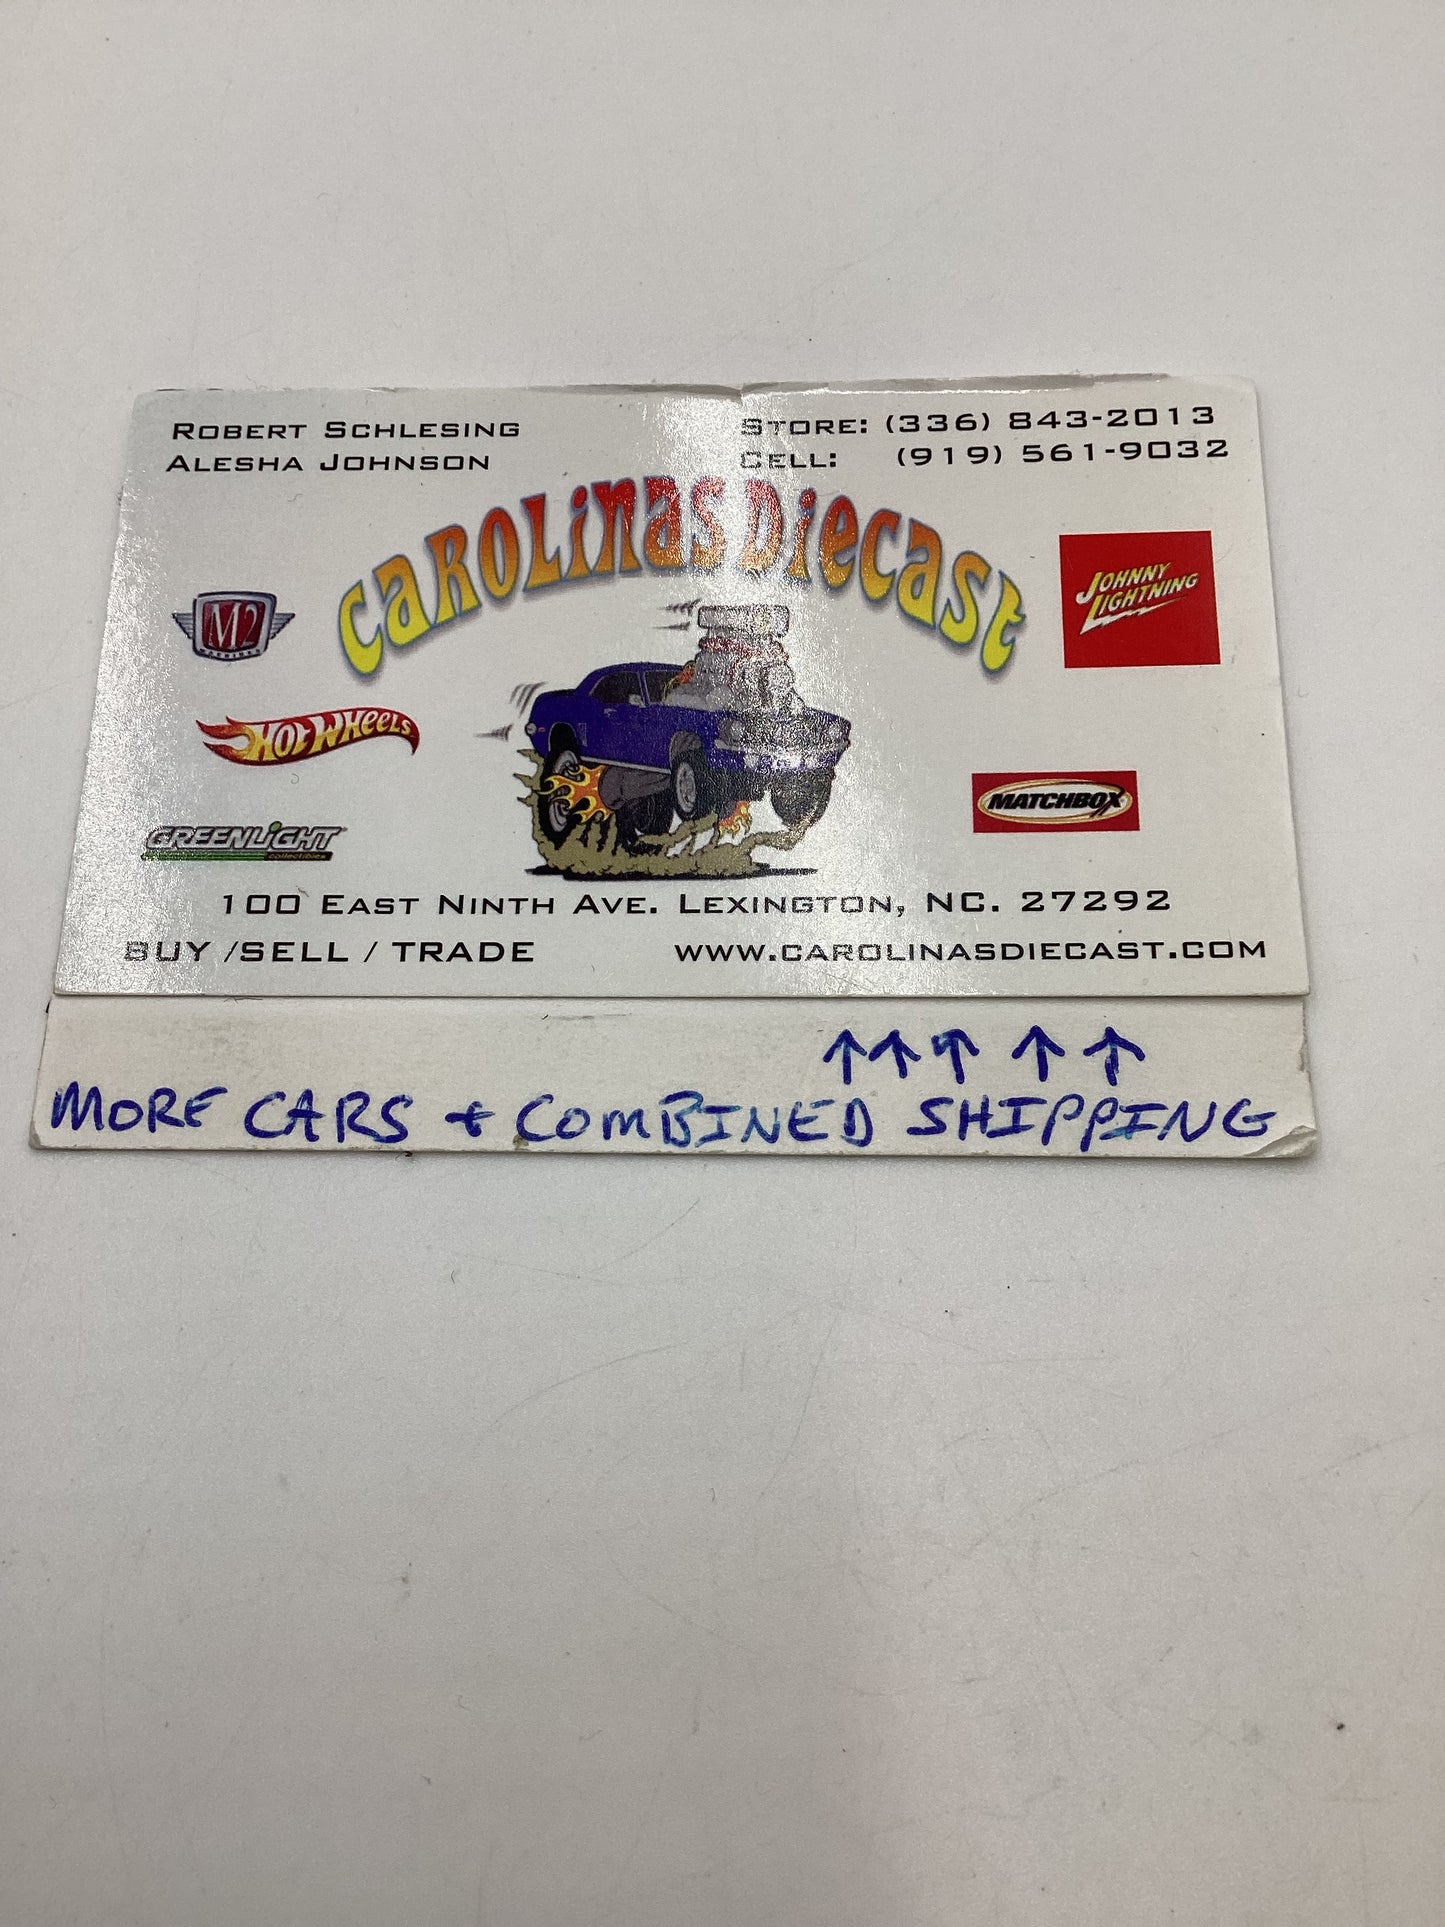 ROBERT SCHLESING
ALESHA JOHNSON
STORE: (336) 843-2013
CELL: (919) 561-9032
CAROLINAS DIECAST
M2
MACHINES
JOHNNY
LIGHTNING
HOT WHEELS
MATCHBOX
GREENLIGHT
collectibles
100 EAST NINTH AVE. LEXINGTON, NC. 27292
BUY /SELL / TRADE
WWW.CAROLINASDIECAST.COM
↑↑↑↑↑
MORE CARS + COMBINED SHIPPING